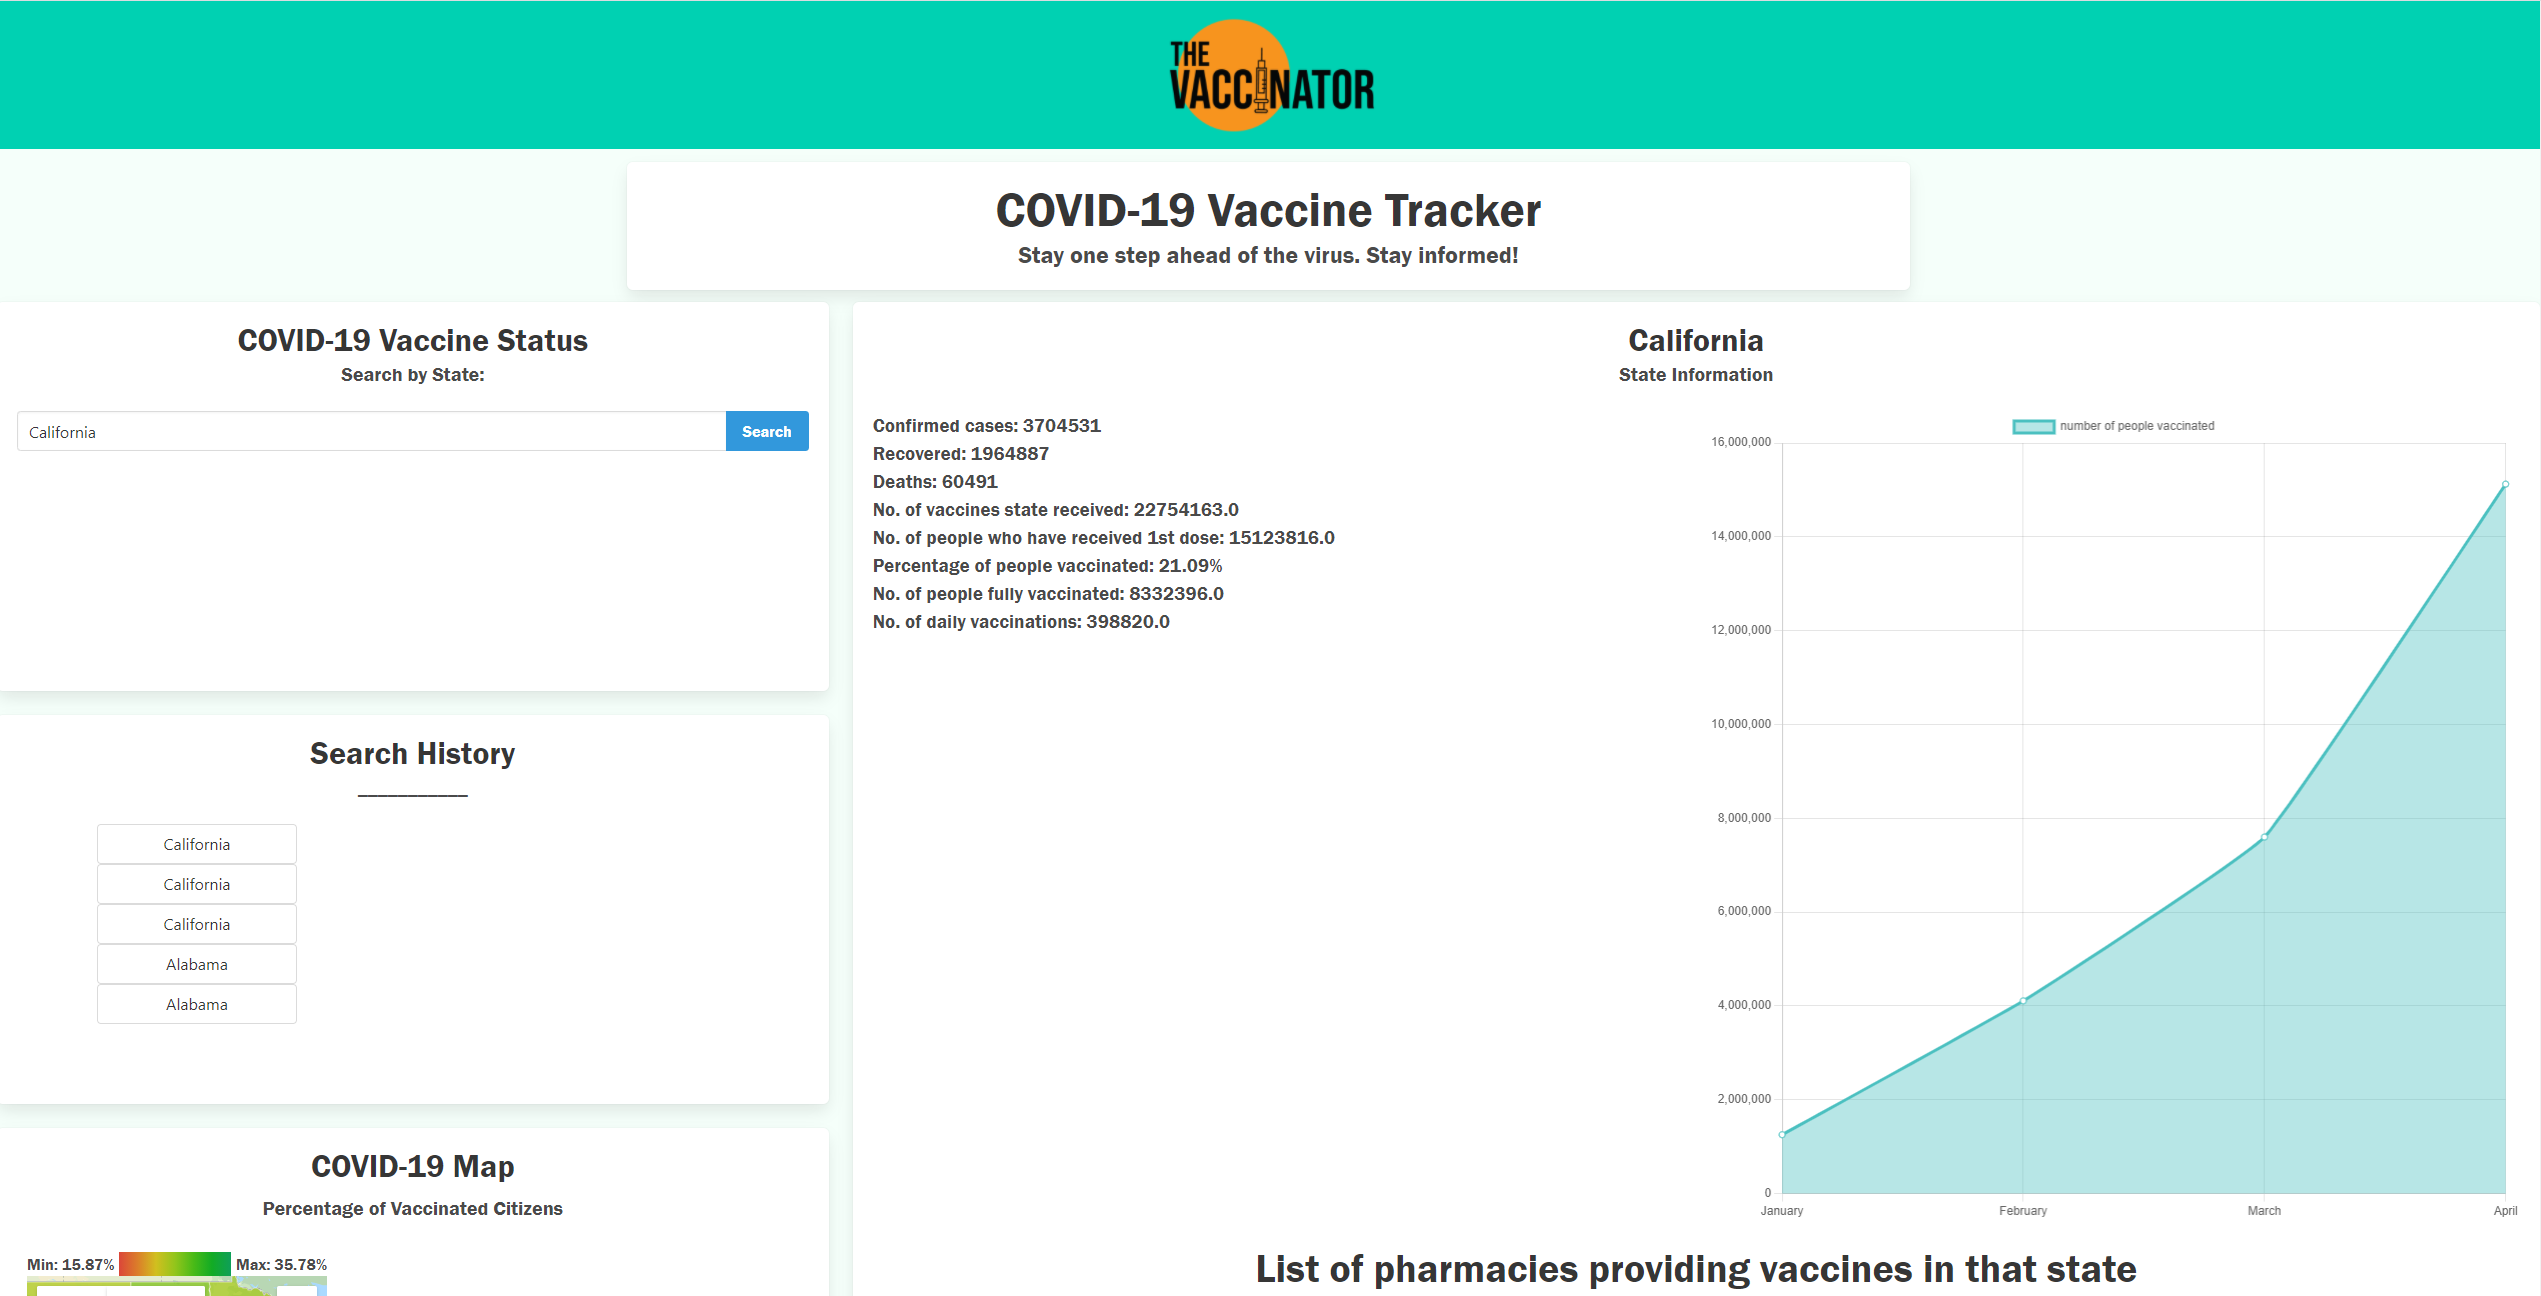 THE
VACCINATOR
COVID-19 Vaccine Tracker
Stay one step ahead of the virus. Stay informed!
COVID-19 Vaccine Status
Search by State:
California
Search
Search History
California
California
California
Alabama
Alabama
COVID-19 Map
Percentage of Vaccinated Citizens
Min: 15.87% Max: 35.78%
California
State Information
Confirmed cases: 3704531
Recovered: 1964887
Deaths: 60491
No. of vaccines state received: 22754163.0
No. of people who have received 1st dose: 15123816.0
Percentage of people vaccinated: 21.09%
No. of people fully vaccinated: 8332396.0
No. of daily vaccinations: 398820.0
number of people vaccinated
16,000,000
14,000,000
12,000,000
10,000,000
8,000,000
6,000,000
4,000,000
2,000,000
0
January February March April
List of pharmacies providing vaccines in that state